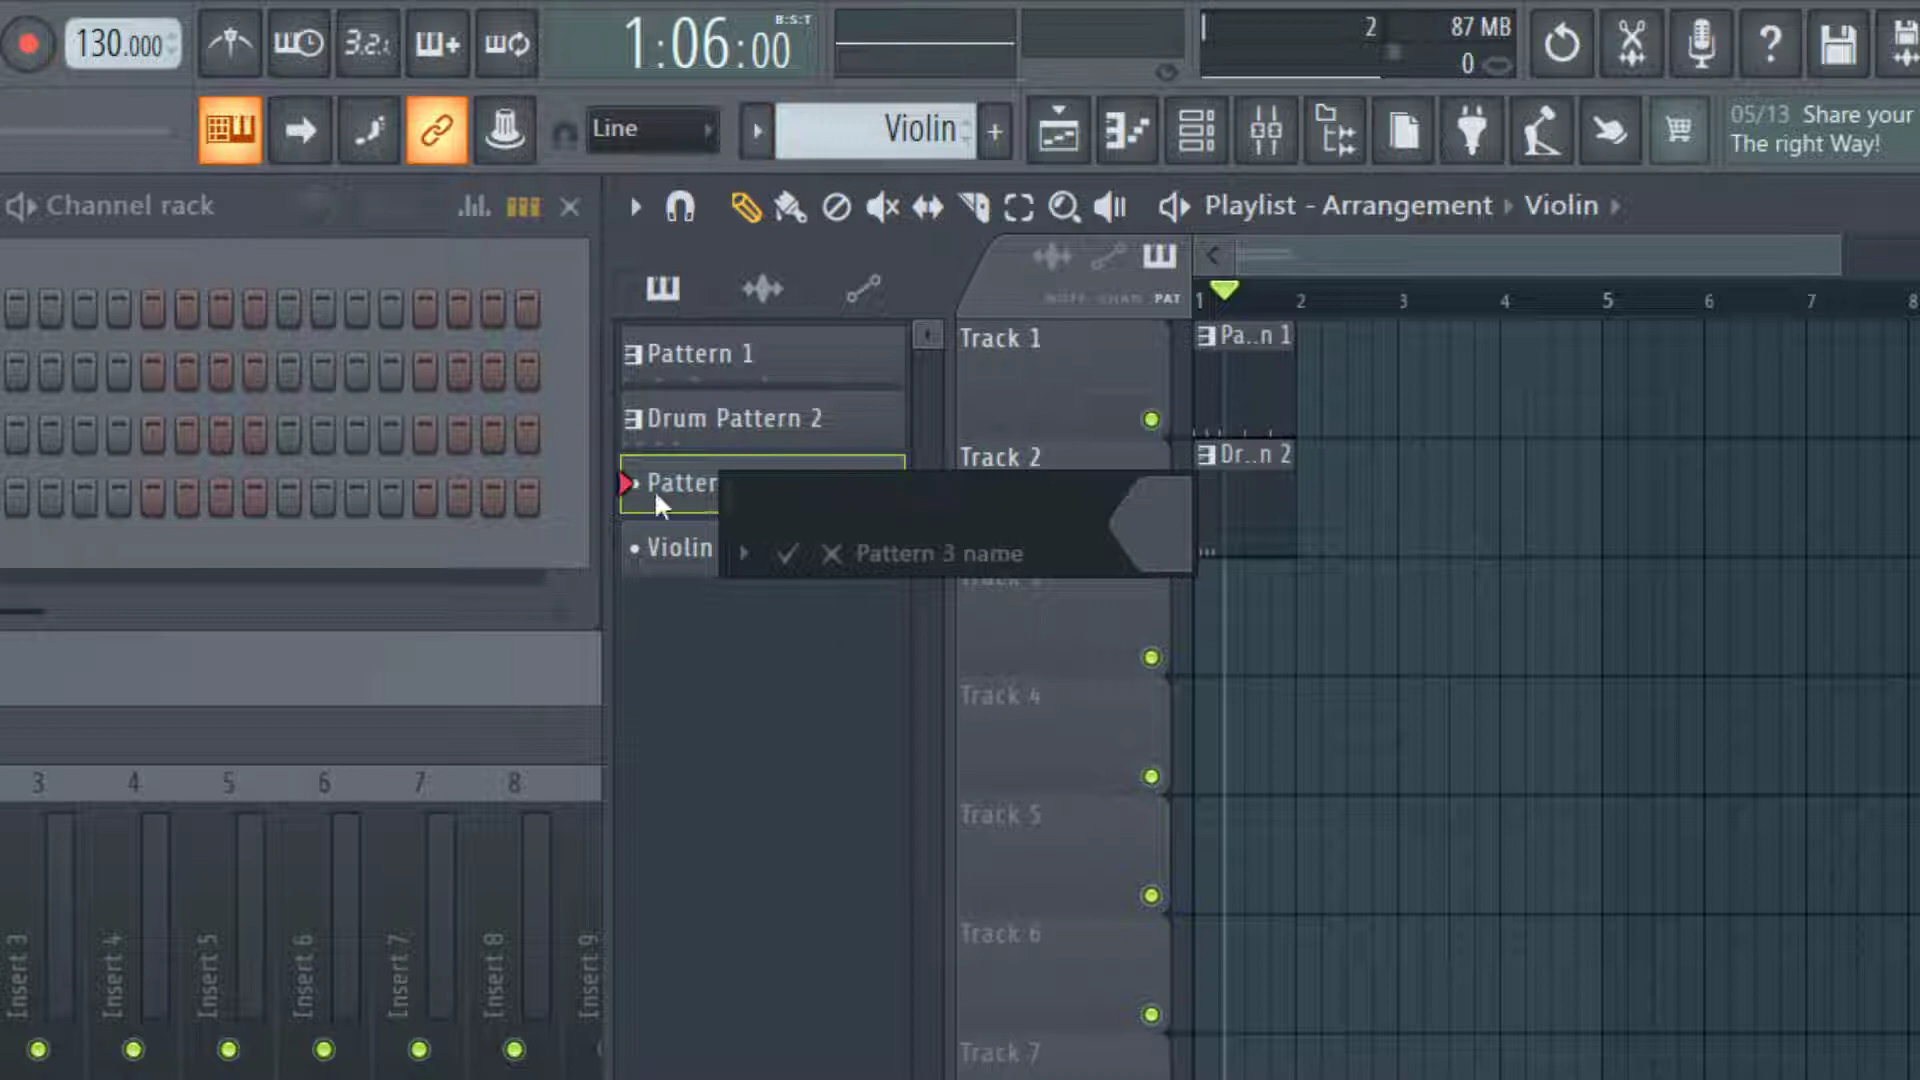 130.000
3.2.
1:06:00
B:S:T
2
87 MB
0
Line
Violin
05/13 Share your
The right Way!
Channel rack
Playlist - Arrangement Violin
NOTE CHAN PAT
1 2 3 4 5 6 7 8
Pattern 1
Drum Pattern 2
Patter
Violin
Pattern 3 name
Track 1
Track 2
Track 4
Track 5
Track 6
Track 7
Pa..n 1
Dr..n 2
3 4 5 6 7 8
Insert 3
Insert 4
Insert 5
Insert 6
Insert 7
Insert 8
Insert 9